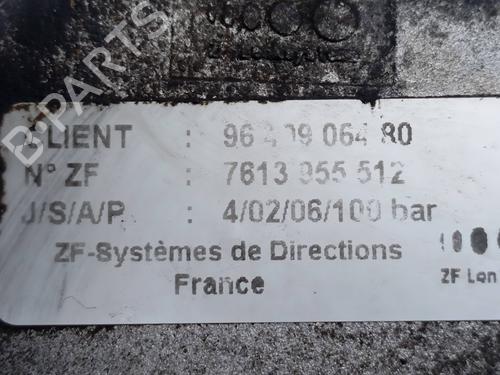 CLIENT : 96 409 064 80
N° ZF : 7613 955 512
J/S/A/P : 4/02/06/100 bar
ZF-Systèmes de Directions
France
ZF Len